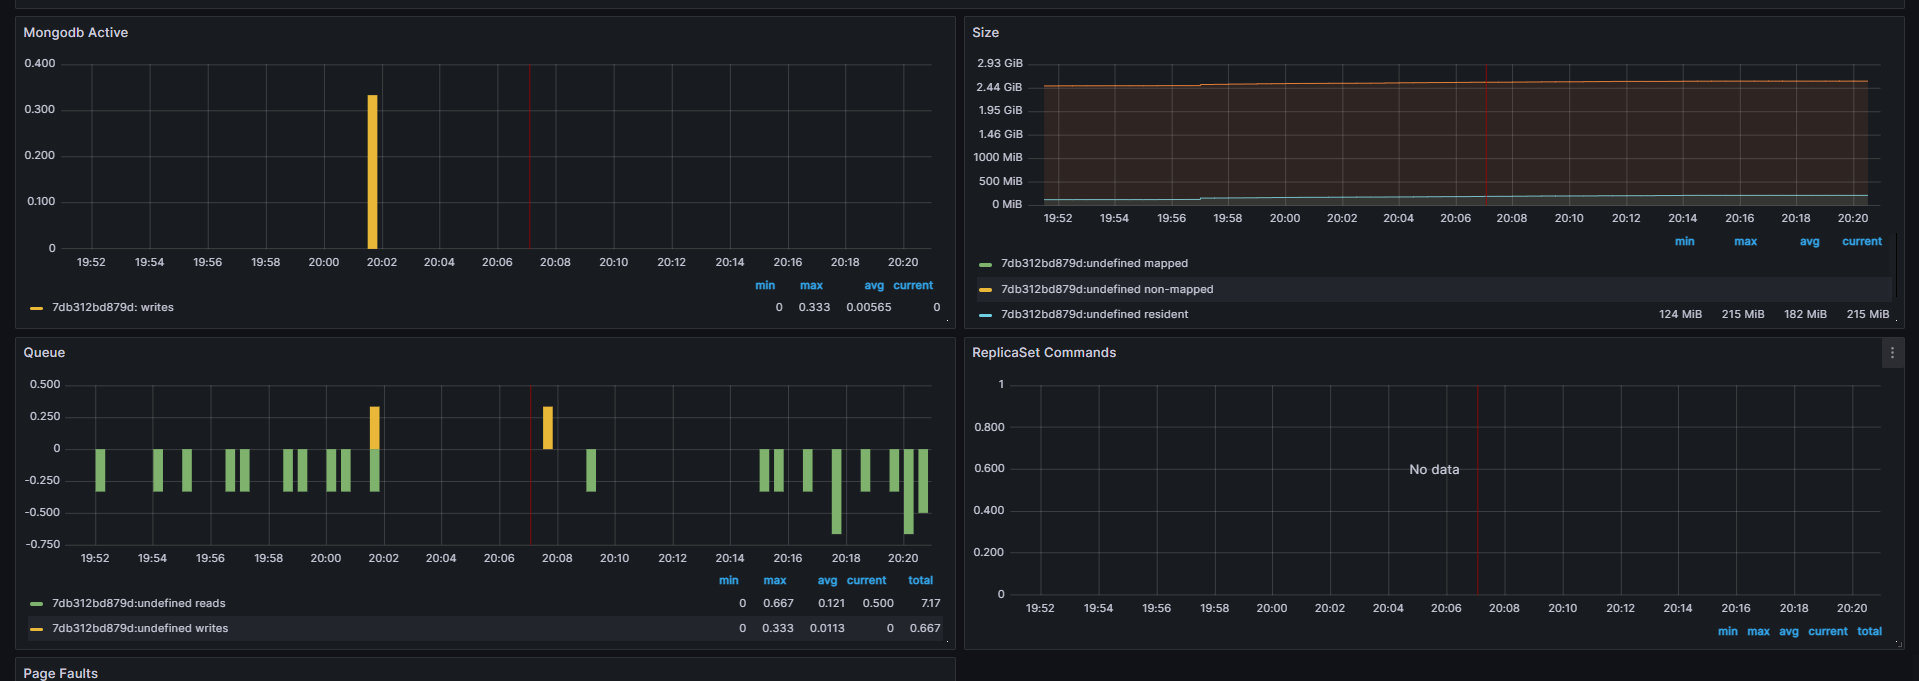 Mongodb Active
0.400
0.300
0.200
0.100
0
19:52 19:54 19:56 19:58 20:00 20:02 20:04 20:06 20:08 20:10 20:12 20:14 20:16 20:18 20:20
min max avg current
7db312bd879d: writes 0 0.333 0.00565 0
Size
2.93 GiB
2.44 GiB
1.95 GiB
1.46 GiB
1000 MiB
500 MiB
0 MiB
19:52 19:54 19:56 19:58 20:00 20:02 20:04 20:06 20:08 20:10 20:12 20:14 20:16 20:18 20:20
min max avg current
7db312bd879d:undefined mapped
7db312bd879d:undefined non-mapped
7db312bd879d:undefined resident 124 MiB 215 MiB 182 MiB 215 MiB
Queue
0.500
0.250
0
-0.250
-0.500
-0.750
19:52 19:54 19:56 19:58 20:00 20:02 20:04 20:06 20:08 20:10 20:12 20:14 20:16 20:18 20:20
min max avg current total
7db312bd879d:undefined reads 0 0.667 0.121 0.500 7.17
7db312bd879d:undefined writes 0 0.333 0.0113 0 0.667
ReplicaSet Commands
1
0.800
0.600
0.400
0.200
0
No data
19:52 19:54 19:56 19:58 20:00 20:02 20:04 20:06 20:08 20:10 20:12 20:14 20:16 20:18 20:20
min max avg current total
Page Faults